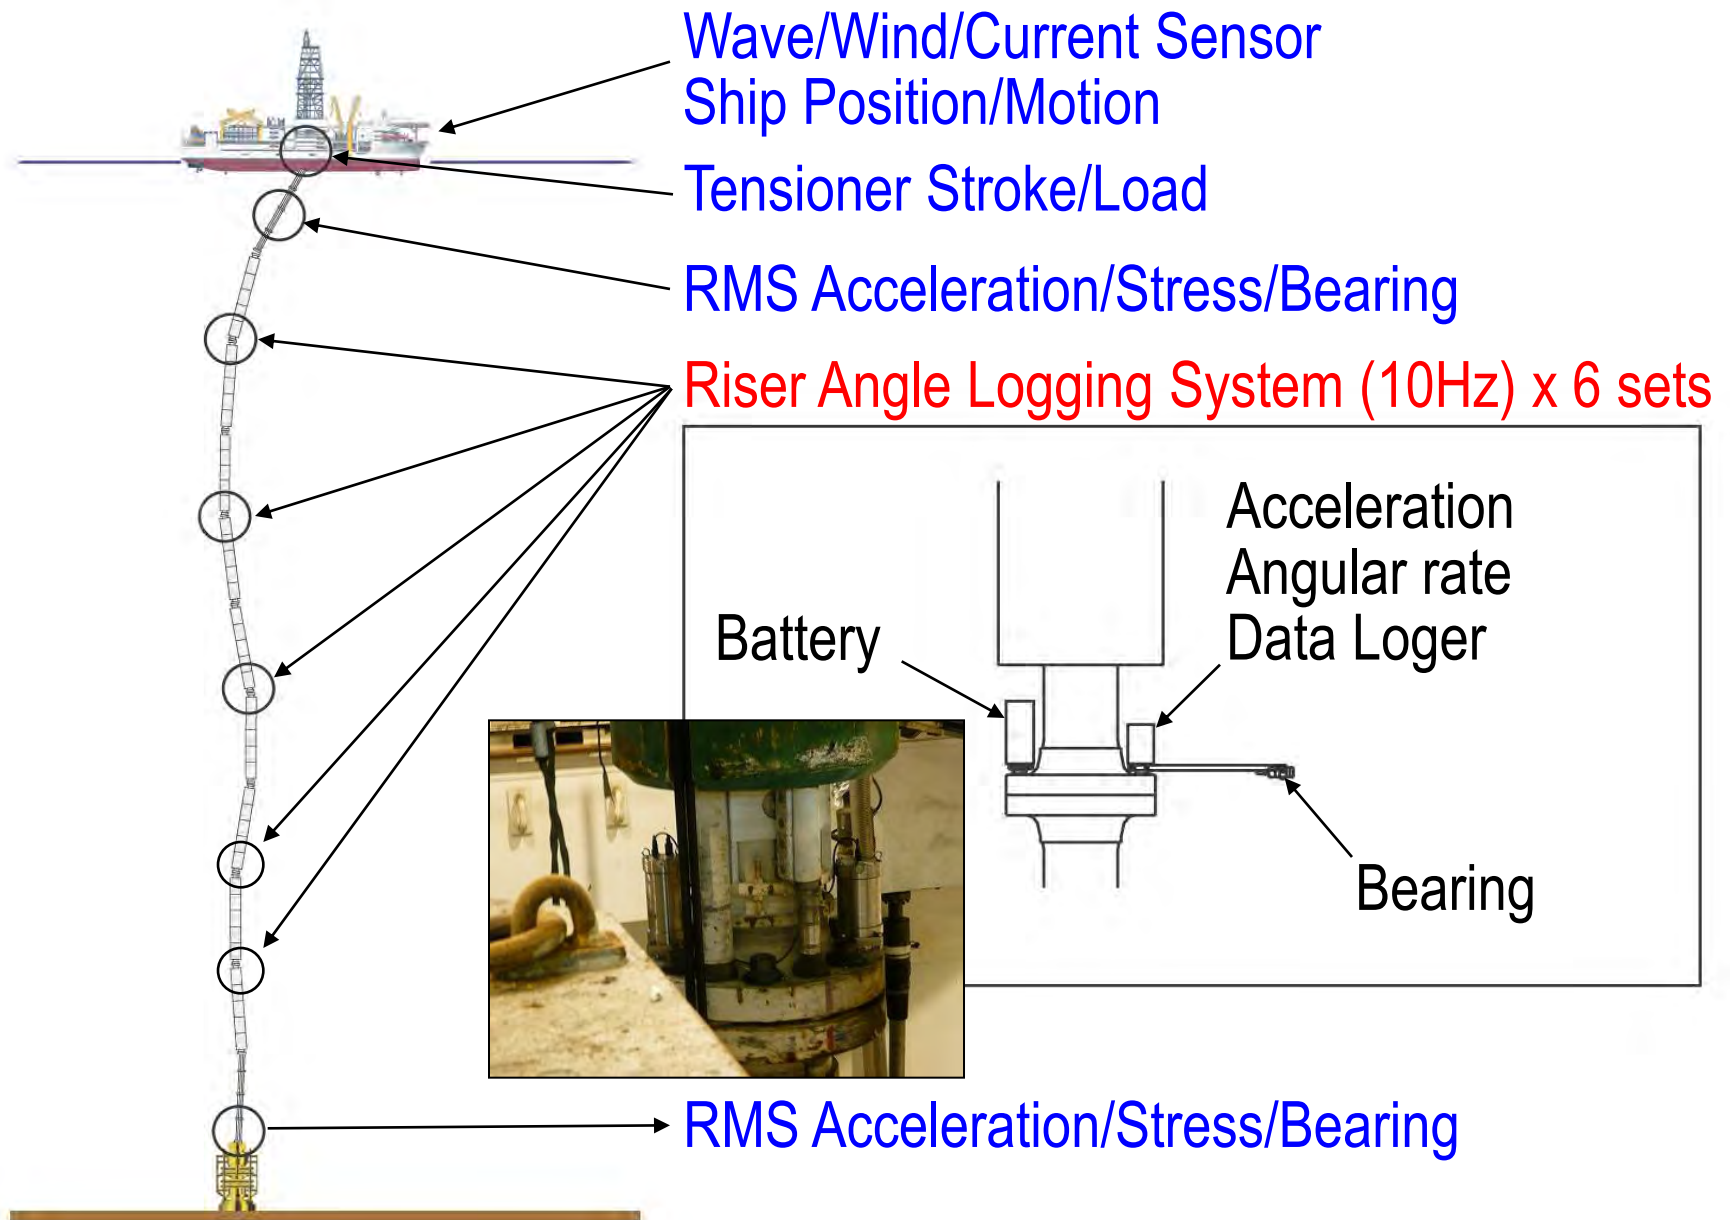 Wave/Wind/Current Sensor
Ship Position/Motion
Tensioner Stroke/Load
RMS Acceleration/Stress/Bearing
Riser Angle Logging System (10Hz) x 6 sets
Acceleration
Angular rate
Data Loger
Battery
Bearing
RMS Acceleration/Stress/Bearing